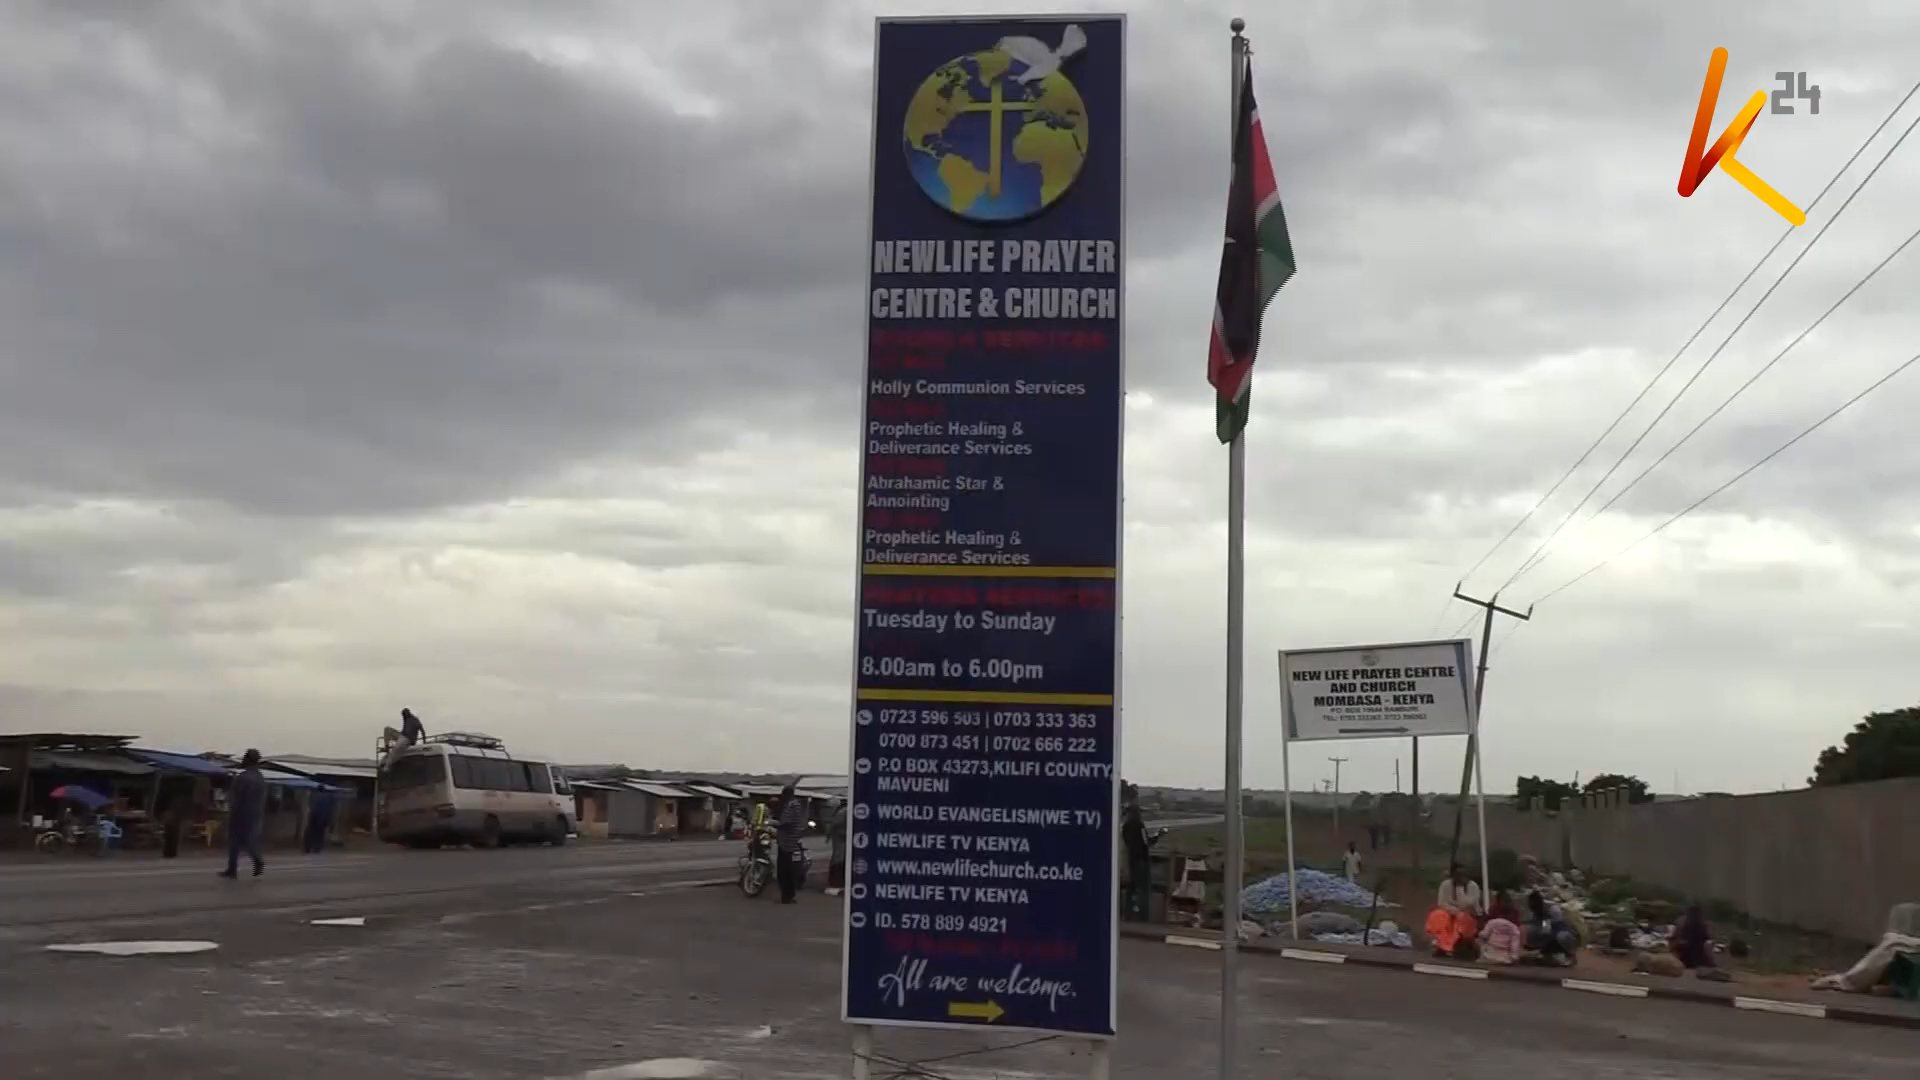 24
NEWLIFE PRAYER
CENTRE & CHURCH
Holly Communion Services
Prophetic Healing &
Deliverance Services
Abrahamic Star &
Annointing
Prophetic Healing &
Deliverance Services
Tuesday to Sunday
8.00am to 6.00pm
0723 596 503 | 0703 333 363
0700 873 451 | 0702 666 222
P.O BOX 43273,KILIFI COUNTY,
MAVUENI
WORLD EVANGELISM(WE TV)
NEWLIFE TV KENYA
www.newlifechurch.co.ke
NEWLIFE TV KENYA
ID. 578 889 4921
All are welcome.
NEW LIFE PRAYER CENTRE
AND CHURCH
MOMBASA - KENYA